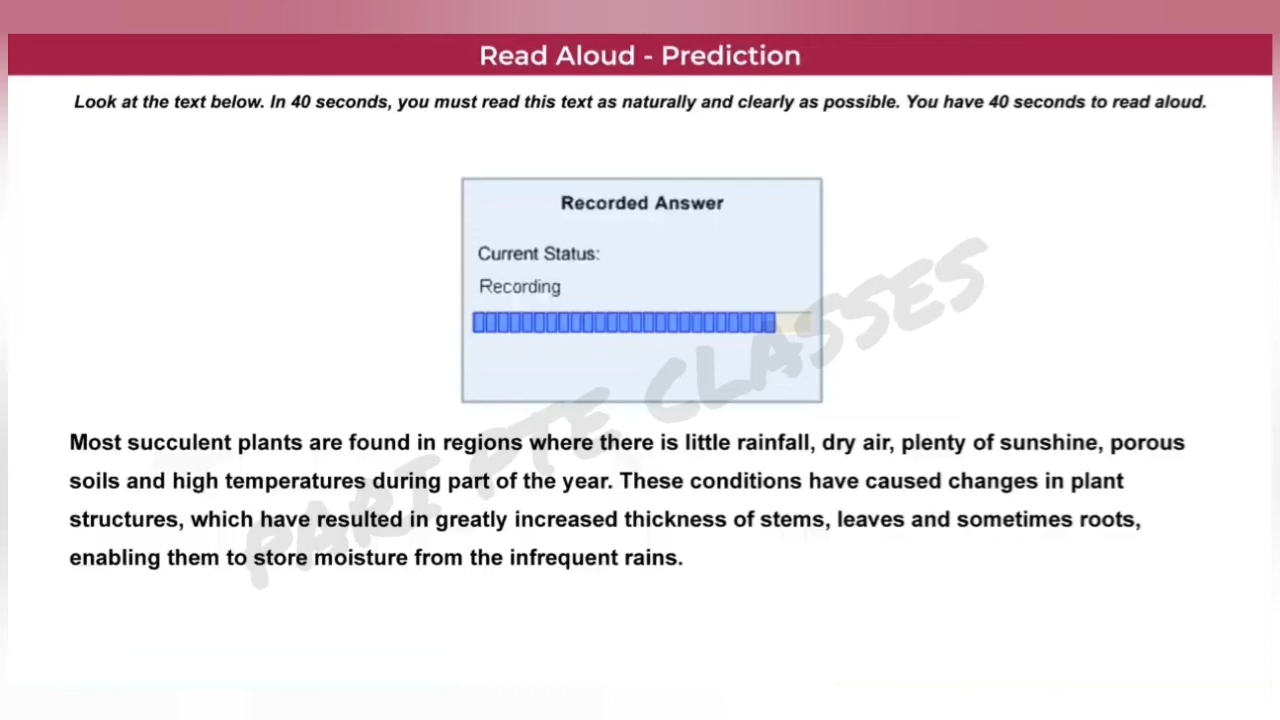 Read Aloud - Prediction
Look at the text below. In 40 seconds, you must read this text as naturally and clearly as possible. You have 40 seconds to read aloud.
Recorded Answer
Current Status:
Recording
PARI PTE CLASSES
Most succulent plants are found in regions where there is little rainfall, dry air, plenty of sunshine, porous
soils and high temperatures during part of the year. These conditions have caused changes in plant
structures, which have resulted in greatly increased thickness of stems, leaves and sometimes roots,
enabling them to store moisture from the infrequent rains.